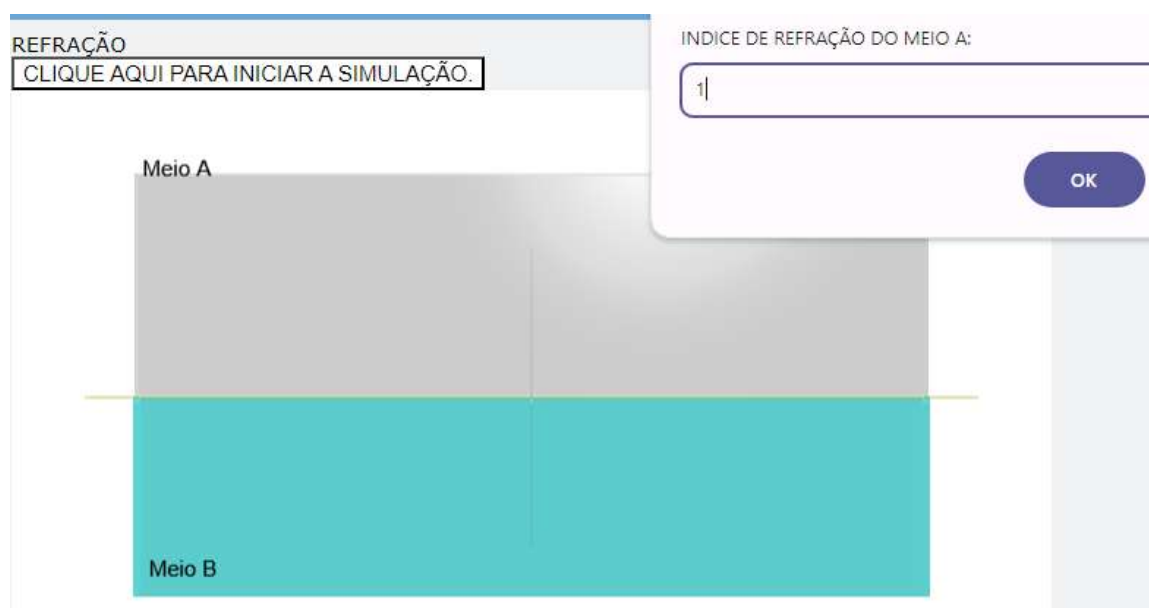 REFRAÇÃO
CLIQUE AQUI PARA INICIAR A SIMULAÇÃO.
INDICE DE REFRAÇÃO DO MEIO A:
1
OK
Meio A
Meio B